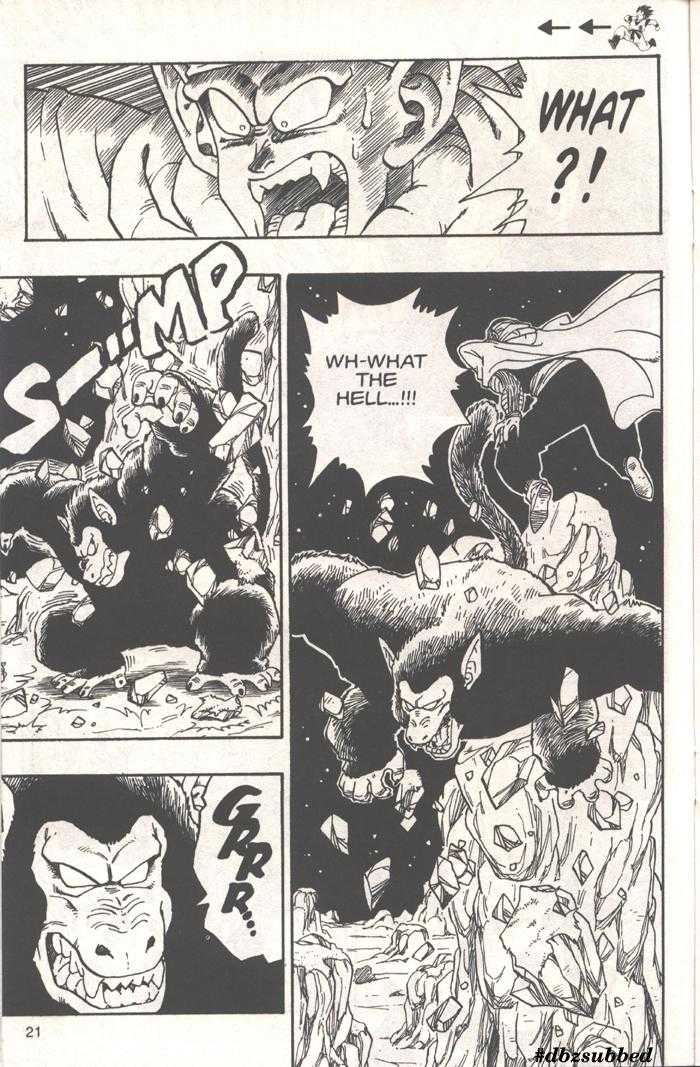 WHAT
?!
WH-WHAT
THE
HELL...!!!
S-...MP
GRRR...
21
#dbzsubbed